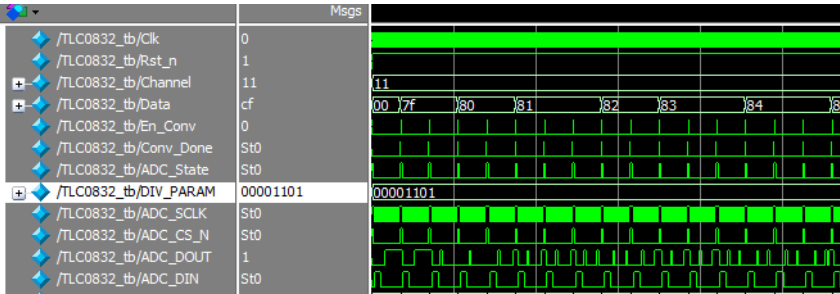 Msgs
/TLC0832_tb/Clk 0
/TLC0832_tb/Rst_n 1
/TLC0832_tb/Channel 11 11
/TLC0832_tb/Data cf 00 7f 80 81 82 83 84
/TLC0832_tb/En_Conv 0
/TLC0832_tb/Conv_Done St0
/TLC0832_tb/ADC_State St0
/TLC0832_tb/DIV_PARAM 00001101 00001101
/TLC0832_tb/ADC_SCLK St0
/TLC0832_tb/ADC_CS_N St0
/TLC0832_tb/ADC_DOUT 1
/TLC0832_tb/ADC_DIN St0